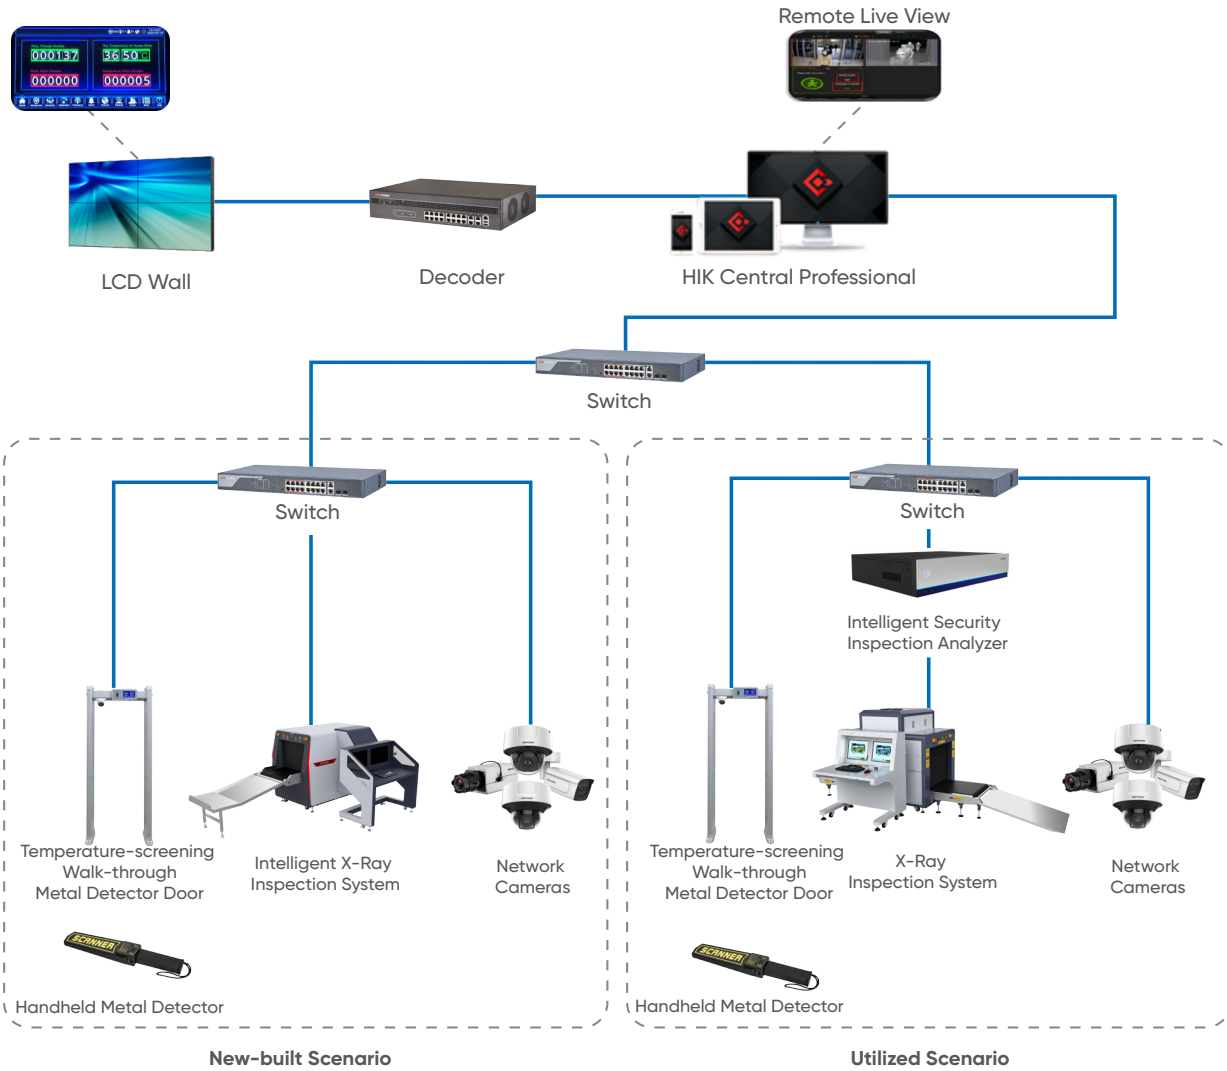 Remote Live View
000137
36 50
000000
000005
LCD Wall
Decoder
HIK Central Professional
Switch
Switch
Switch
Intelligent Security
Inspection Analyzer
Temperature-screening
Walk-through
Metal Detector Door
Intelligent X-Ray
Inspection System
Network
Cameras
Temperature-screening
Walk-through
Metal Detector Door
X-Ray
Inspection System
Network
Cameras
SCANNER
Handheld Metal Detector
SCANNER
Handheld Metal Detector
New-built Scenario
Utilized Scenario